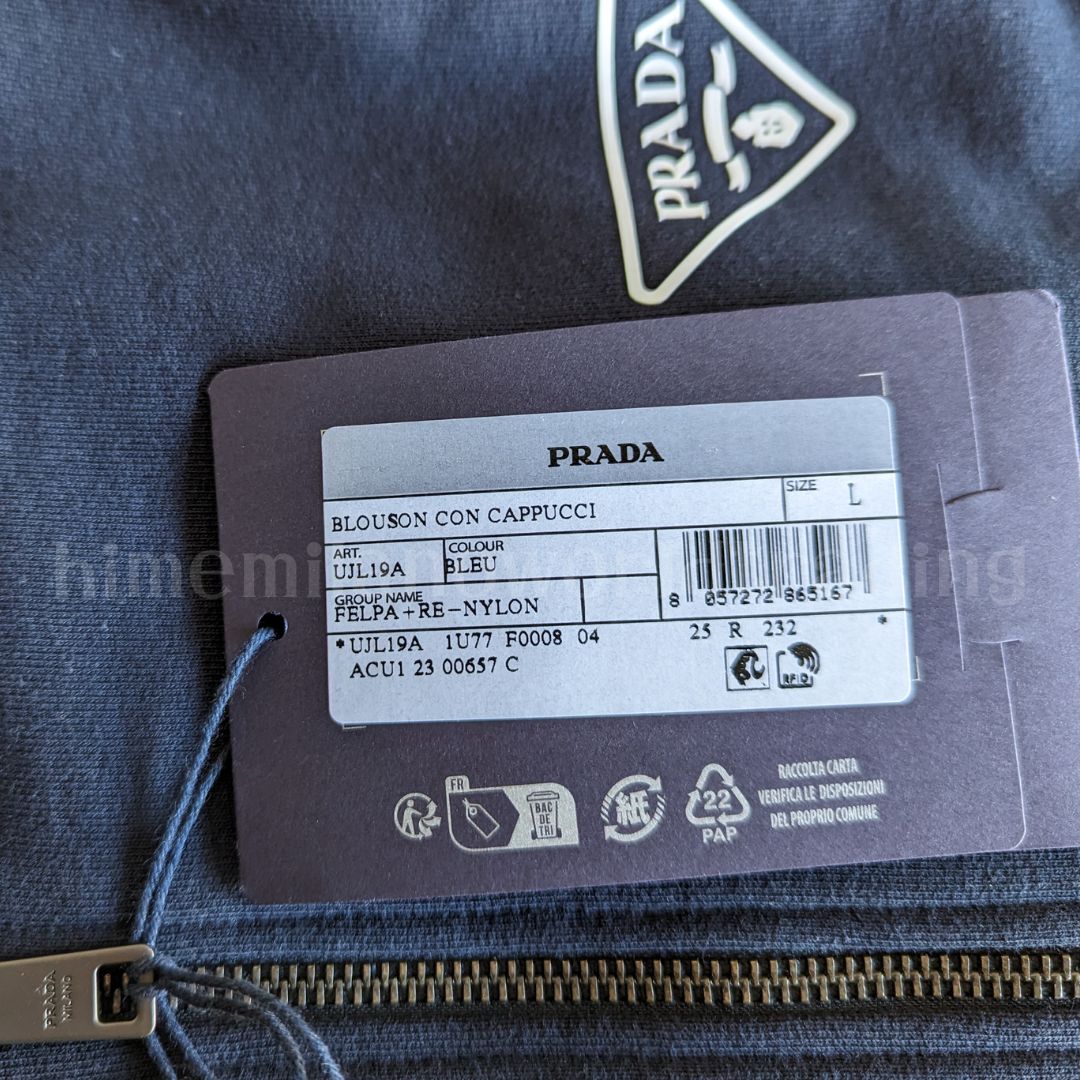 PRADA
PRADA
BLOUSON CON CAPPUCCI
SIZE
L
ART.
UJL19A
COLOUR
BLEU
GROUP NAME
FELPA+RE-NYLON
8 057272 865167
*UJL19A 1U77 F0008 04 25 R 232 *
ACU1 23 00657 C
RFID
FR
BAC
DE
TRI
紙
22
PAP
RACCOLTA CARTA
VERIFICA LE DISPOSIZIONI
DEL PROPRIO COMUNE
PRADA
MILANO